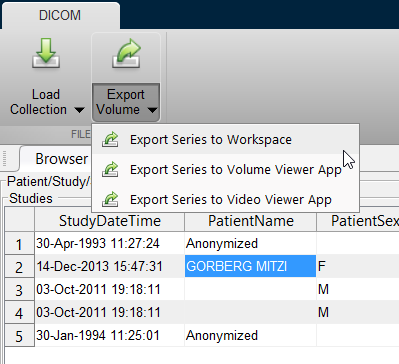 DICOM
Load Collection
Export Volume
FILE
Export Series to Workspace
Export Series to Volume Viewer App
Export Series to Video Viewer App
Browser
Patient/Study/
Studies
StudyDateTime PatientName PatientSex
1 30-Apr-1993 11:27:24 Anonymized
2 14-Dec-2013 15:47:31 GORBERG MITZI F
3 03-Oct-2011 19:18:11 M
4 03-Oct-2011 19:18:11 M
5 30-Jan-1994 11:25:01 Anonymized